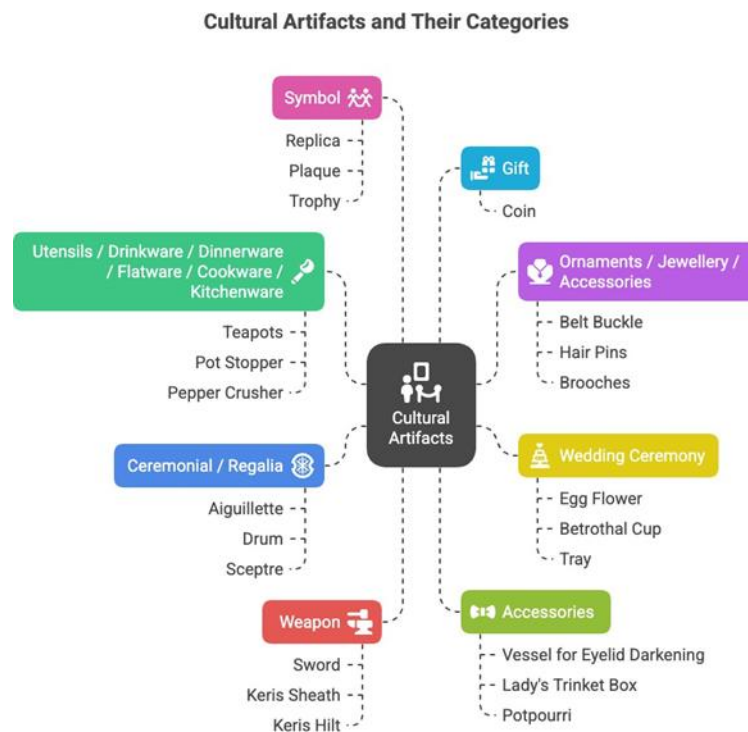 Cultural Artifacts and Their Categories
Symbol
Replica
Plaque
Trophy
Gift
Coin
Utensils / Drinkware / Dinnerware
/ Flatware / Cookware /
Kitchenware
Teapots
Pot Stopper
Pepper Crusher
Ornaments / Jewellery /
Accessories
Belt Buckle
Hair Pins
Brooches
Cultural
Artifacts
Ceremonial / Regalia
Aiguillette
Drum
Sceptre
Wedding Ceremony
Egg Flower
Betrothal Cup
Tray
Weapon
Sword
Keris Sheath
Keris Hilt
Accessories
Vessel for Eyelid Darkening
Lady's Trinket Box
Potpourri